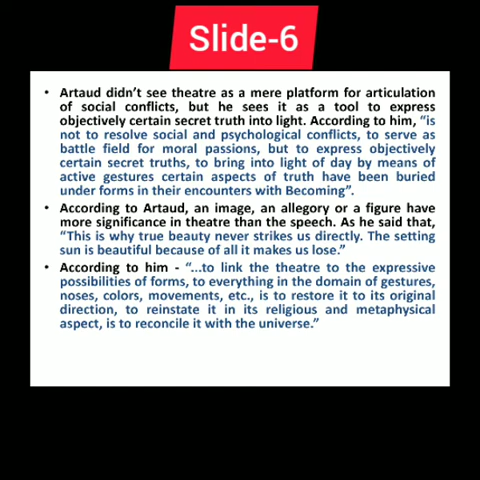 Slide-6
• Artaud didn't see theatre as a mere platform for articulation
of social conflicts, but he sees it as a tool to express
objectively certain secret truth into light. According to him, "is
not to resolve social and psychological conflicts, to serve as
battle field for moral passions, but to express objectively
certain secret truths, to bring into light of day by means of
active gestures certain aspects of truth have been buried
under forms in their encounters with Becoming".
• According to Artaud, an image, an allegory or a figure have
more significance in theatre than the speech. As he said that,
"This is why true beauty never strikes us directly. The setting
sun is beautiful because of all it makes us lose."
• According to him - "...to link the theatre to the expressive
possibilities of forms, to everything in the domain of gestures,
noses, colors, movements, etc., is to restore it to its original
direction, to reinstate it in its religious and metaphysical
aspect, is to reconcile it with the universe."